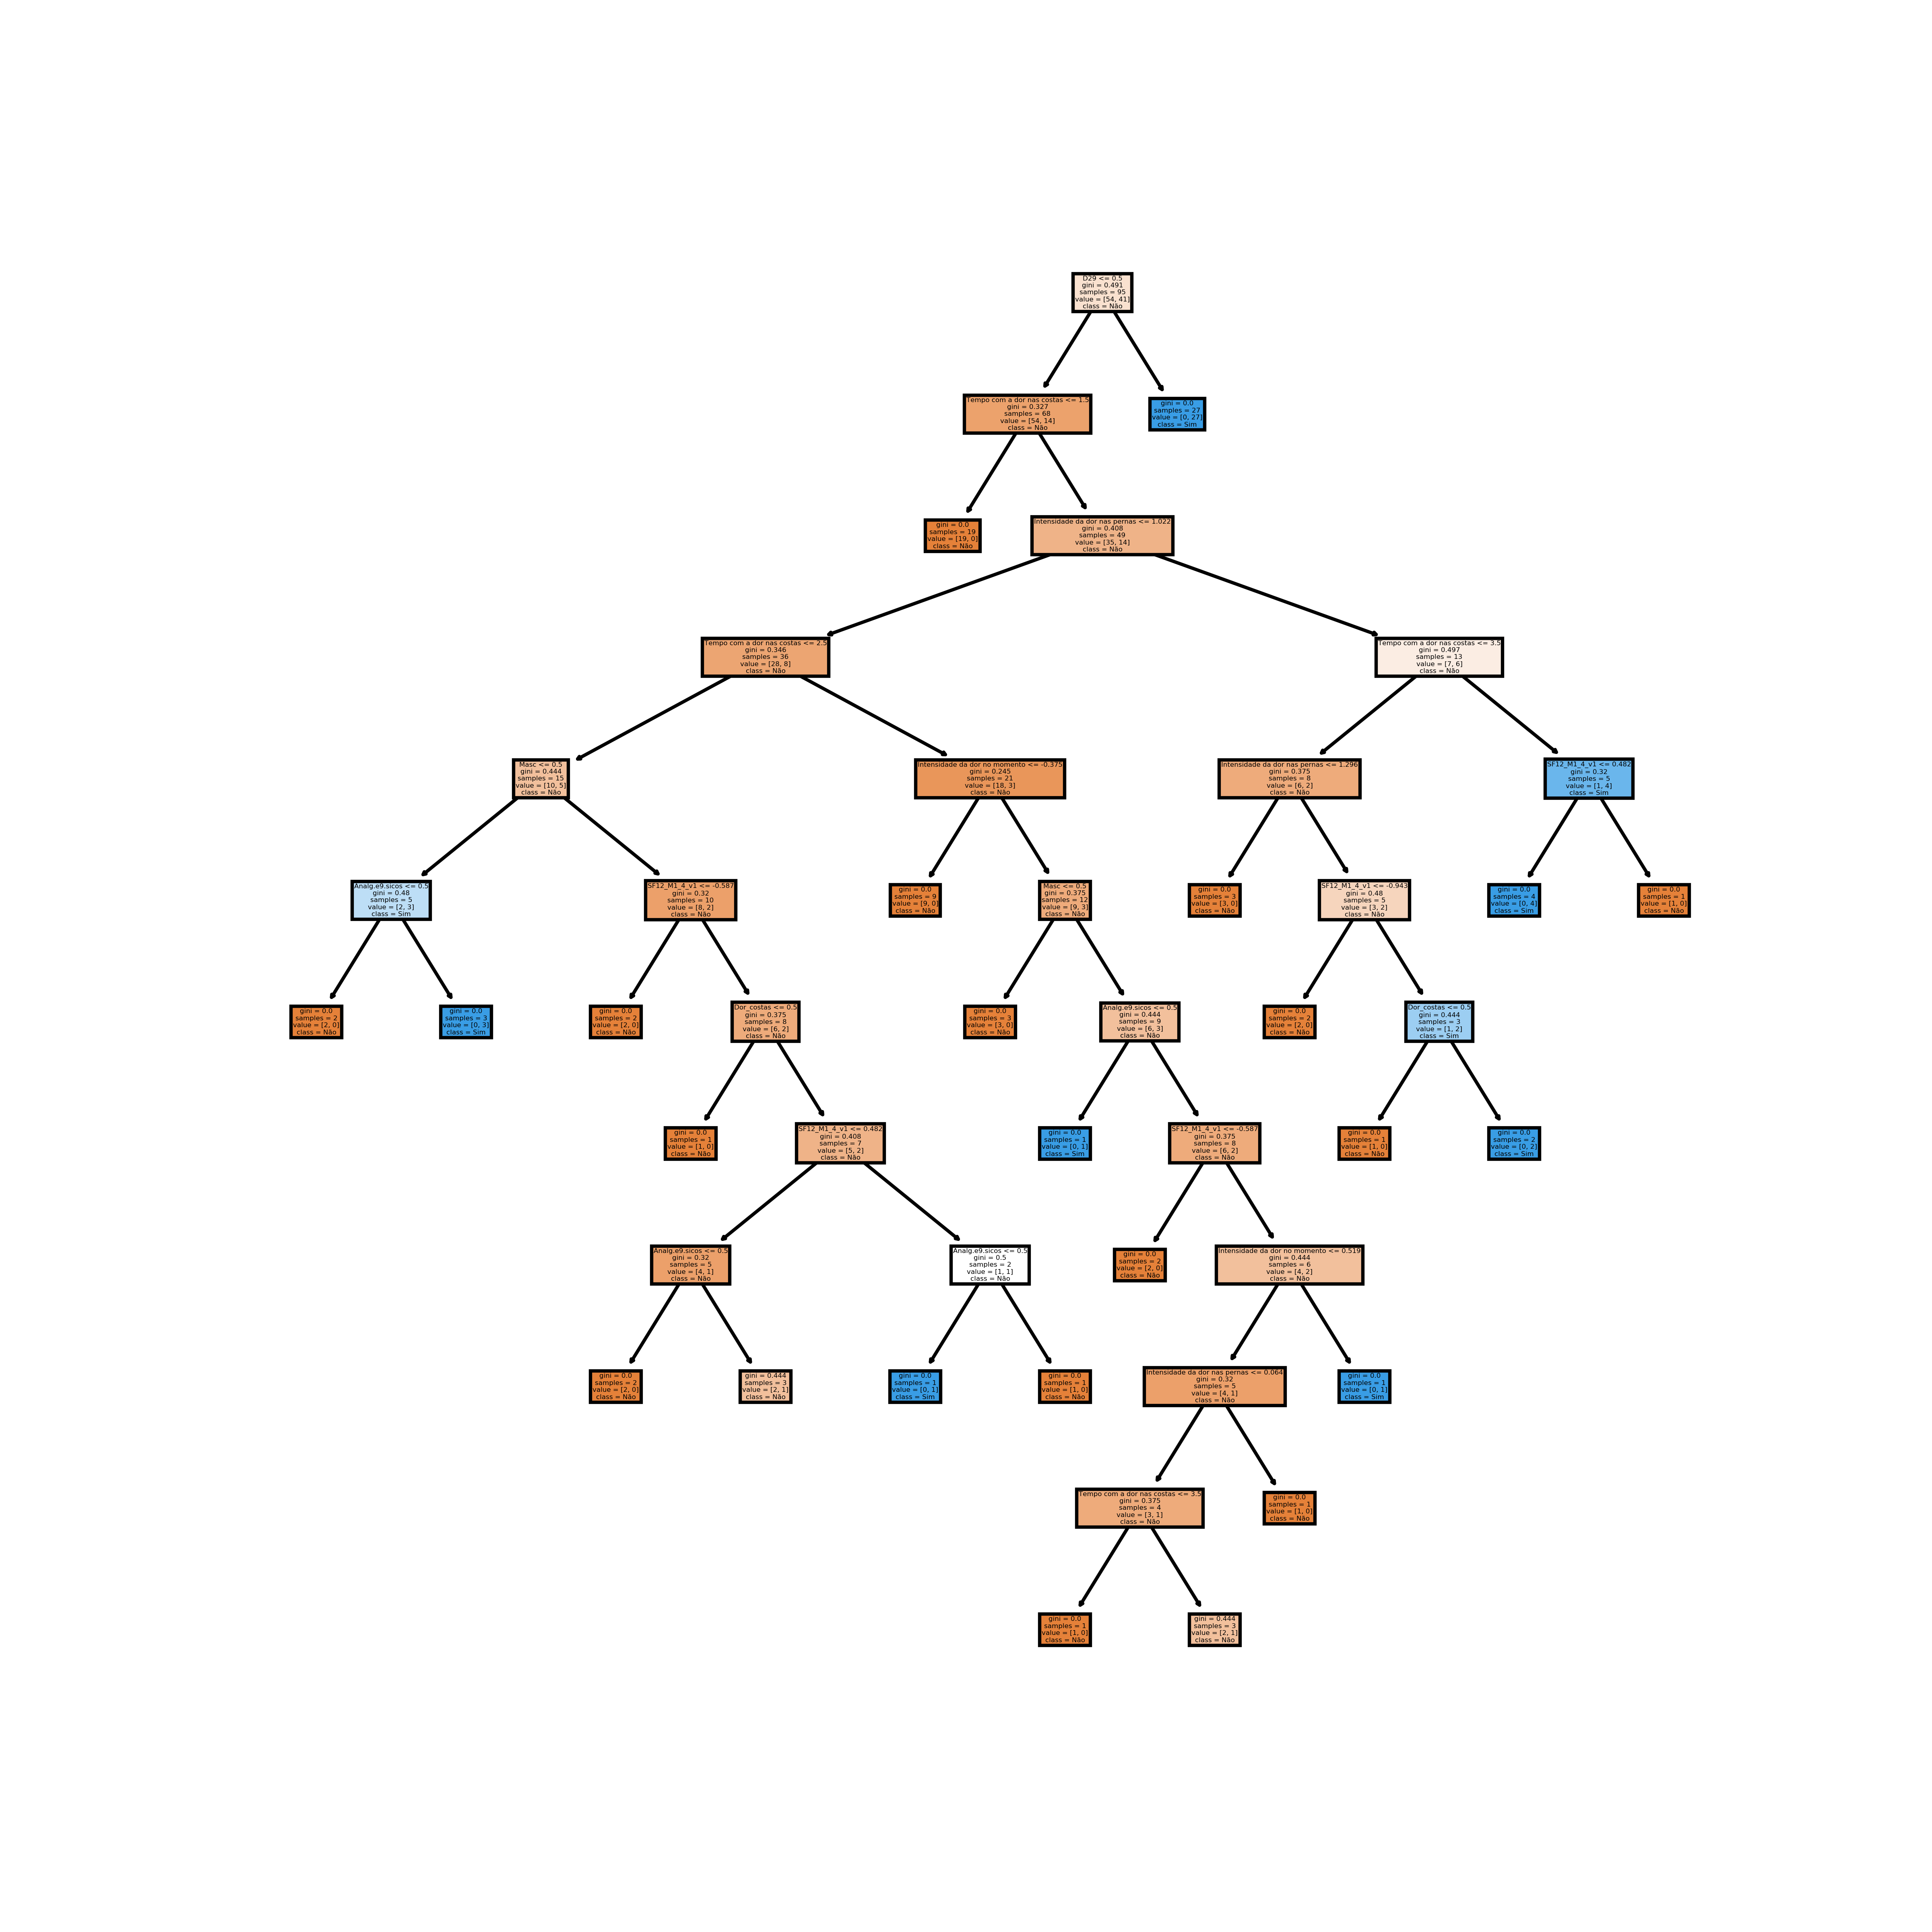 D29 <= 0.5
gini = 0.491
samples = 95
value = [54, 41]
class = Não
Tempo com a dor nas costas <= 1.5
gini = 0.327
samples = 68
value = [54, 14]
class = Não
gini = 0.0
samples = 27
value = [0, 27]
class = Sim
gini = 0.0
samples = 19
value = [19, 0]
class = Não
Intensidade da dor nas pernas <= 1.022
gini = 0.408
samples = 49
value = [35, 14]
class = Não
Tempo com a dor nas costas <= 2.5
gini = 0.346
samples = 36
value = [28, 8]
class = Não
Tempo com a dor nas costas <= 3.5
gini = 0.497
samples = 13
value = [7, 6]
class = Não
Masc <= 0.5
gini = 0.444
samples = 15
value = [10, 5]
class = Não
Intensidade da dor no momento <= -0.375
gini = 0.245
samples = 21
value = [18, 3]
class = Não
Intensidade da dor nas pernas <= 1.296
gini = 0.375
samples = 8
value = [6, 2]
class = Não
SF12_M1_4_v1 <= 0.482
gini = 0.32
samples = 5
value = [1, 4]
class = Sim
Analg.e9.sicos <= 0.5
gini = 0.48
samples = 5
value = [2, 3]
class = Sim
SF12_M1_4_v1 <= -0.587
gini = 0.32
samples = 10
value = [8, 2]
class = Não
gini = 0.0
samples = 9
value = [9, 0]
class = Não
Masc <= 0.5
gini = 0.375
samples = 12
value = [9, 3]
class = Não
gini = 0.0
samples = 3
value = [3, 0]
class = Não
SF12_M1_4_v1 <= -0.943
gini = 0.48
samples = 5
value = [3, 2]
class = Não
gini = 0.0
samples = 4
value = [0, 4]
class = Sim
gini = 0.0
samples = 1
value = [1, 0]
class = Não
gini = 0.0
samples = 2
value = [2, 0]
class = Não
gini = 0.0
samples = 3
value = [0, 3]
class = Sim
gini = 0.0
samples = 2
value = [2, 0]
class = Não
Dor_costas <= 0.5
gini = 0.375
samples = 8
value = [6, 2]
class = Não
gini = 0.0
samples = 3
value = [3, 0]
class = Não
Analg.e9.sicos <= 0.5
gini = 0.444
samples = 9
value = [6, 3]
class = Não
gini = 0.0
samples = 2
value = [2, 0]
class = Não
Dor_costas <= 0.5
gini = 0.444
samples = 3
value = [1, 2]
class = Sim
gini = 0.0
samples = 1
value = [1, 0]
class = Não
SF12_M1_4_v1 <= 0.482
gini = 0.408
samples = 7
value = [5, 2]
class = Não
gini = 0.0
samples = 1
value = [0, 1]
class = Sim
SF12_M1_4_v1 <= -0.587
gini = 0.375
samples = 8
value = [6, 2]
class = Não
gini = 0.0
samples = 1
value = [1, 0]
class = Não
gini = 0.0
samples = 2
value = [0, 2]
class = Sim
Analg.e9.sicos <= 0.5
gini = 0.32
samples = 5
value = [4, 1]
class = Não
Analg.e9.sicos <= 0.5
gini = 0.5
samples = 2
value = [1, 1]
class = Não
gini = 0.0
samples = 2
value = [2, 0]
class = Não
Intensidade da dor no momento <= 0.519
gini = 0.444
samples = 6
value = [4, 2]
class = Não
gini = 0.0
samples = 2
value = [2, 0]
class = Não
gini = 0.444
samples = 3
value = [2, 1]
class = Não
gini = 0.0
samples = 1
value = [0, 1]
class = Sim
gini = 0.0
samples = 1
value = [1, 0]
class = Não
Intensidade da dor nas pernas <= 0.064
gini = 0.32
samples = 5
value = [4, 1]
class = Não
gini = 0.0
samples = 1
value = [0, 1]
class = Sim
Tempo com a dor nas costas <= 3.5
gini = 0.375
samples = 4
value = [3, 1]
class = Não
gini = 0.0
samples = 1
value = [1, 0]
class = Não
gini = 0.0
samples = 1
value = [1, 0]
class = Não
gini = 0.444
samples = 3
value = [2, 1]
class = Não